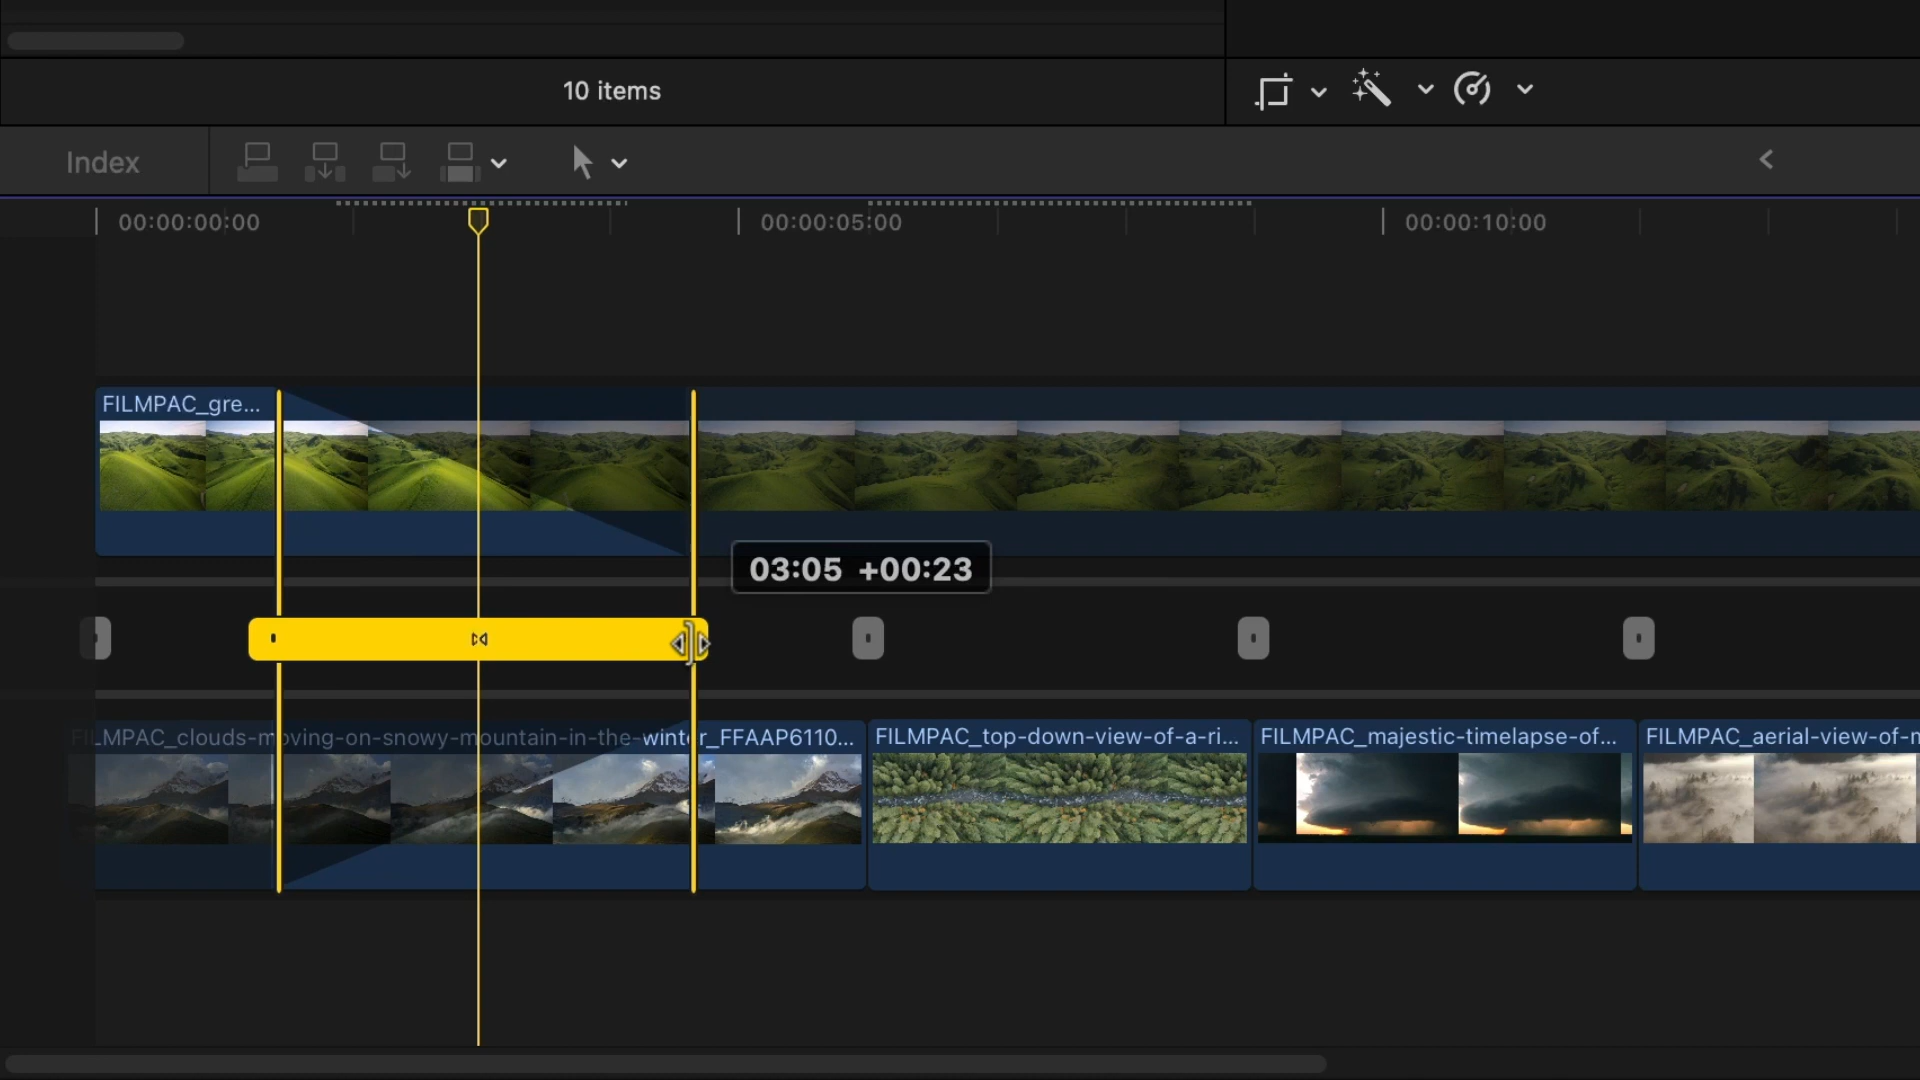 10 items
Index
00:00:00:00
00:00:05:00
00:00:10:00
FILMPAC_gre...
03:05 +00:23
FILMPAC_clouds-moving-on-snowy-mountain-in-the-winter_FFAAP6110...
FILMPAC_top-down-view-of-a-ri...
FILMPAC_majestic-timelapse-of...
FILMPAC_aerial-view-of-m